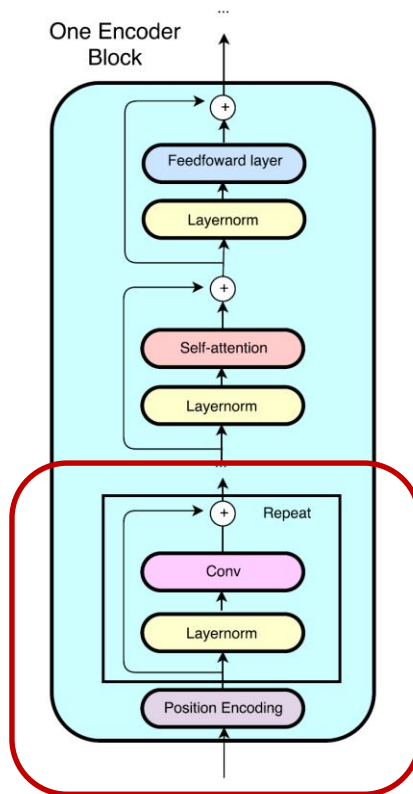 ...
One Encoder
Block
+
Feedfoward layer
Layernorm
+
Self-attention
Layernorm
...
+
Repeat
Conv
Layernorm
Position Encoding